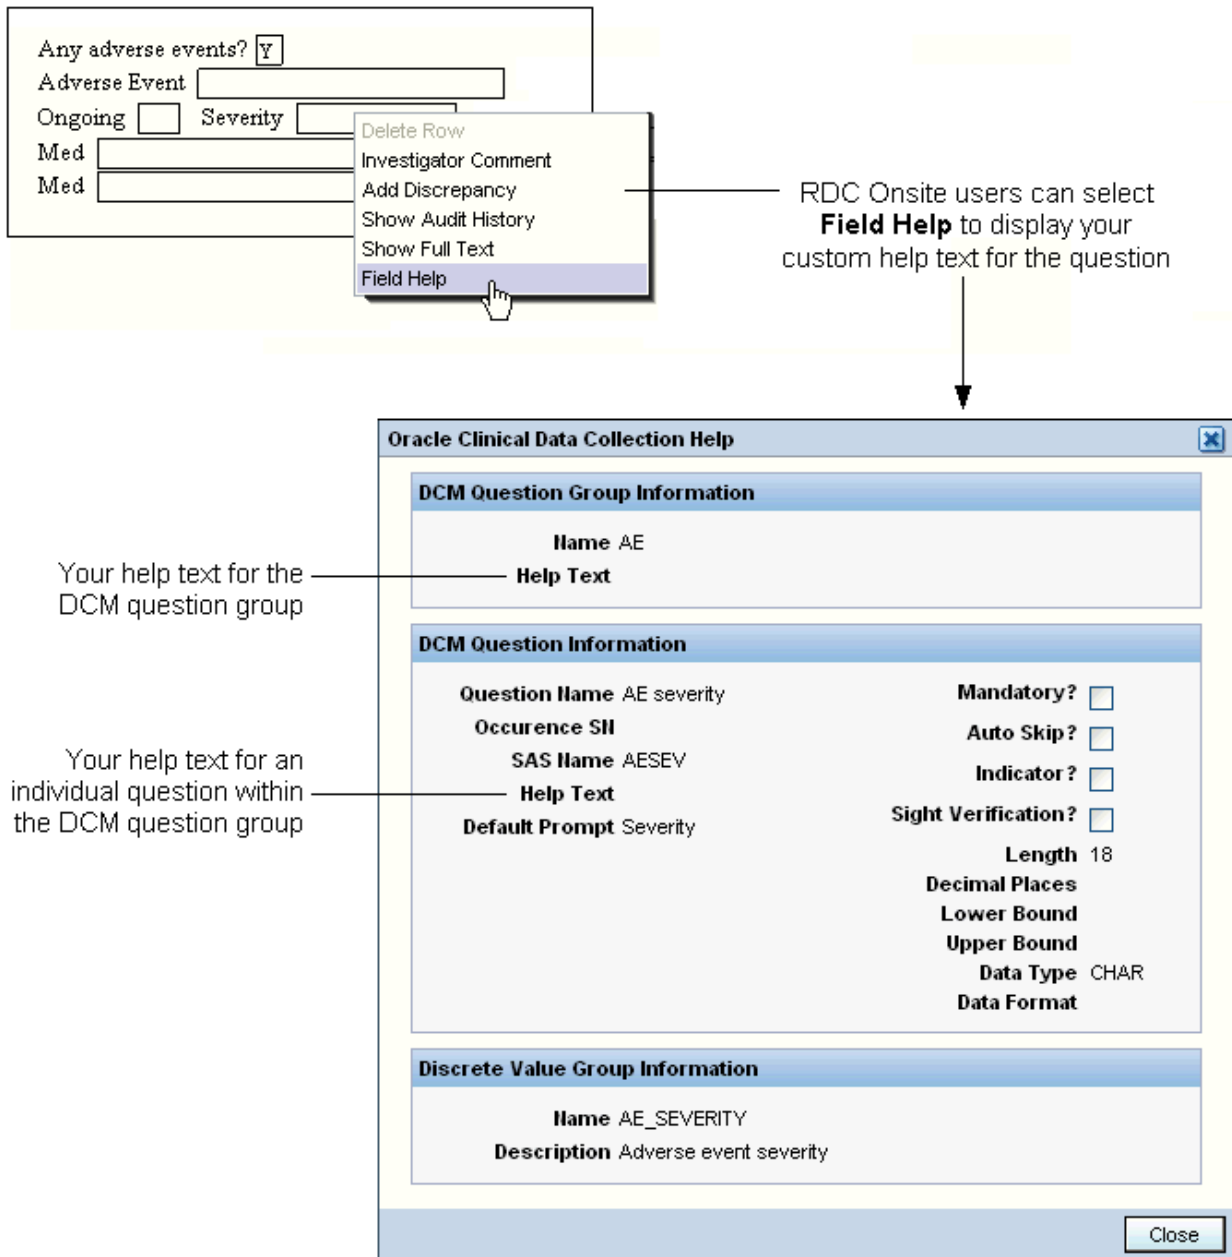 Any adverse events? Y
Adverse Event
Ongoing Severity
Med
Med
Delete Row
Investigator Comment
Add Discrepancy
Show Audit History
Show Full Text
Field Help
RDC Onsite users can select
Field Help to display your
custom help text for the question
Oracle Clinical Data Collection Help
DCM Question Group Information
Name AE
Help Text
Your help text for the
DCM question group
DCM Question Information
Question Name AE severity
Occurence SN
SAS Name AESEV
Help Text
Default Prompt Severity
Your help text for an
individual question within
the DCM question group
Mandatory?
Auto Skip?
Indicator?
Sight Verification?
Length 18
Decimal Places
Lower Bound
Upper Bound
Data Type CHAR
Data Format
Discrete Value Group Information
Name AE_SEVERITY
Description Adverse event severity
Close